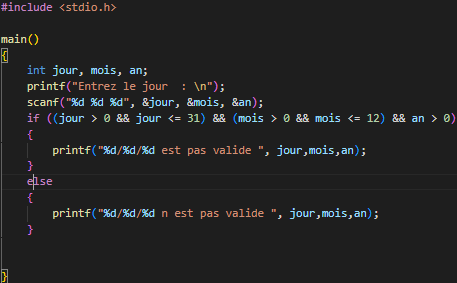 #include <stdio.h>
main()
{
int jour, mois, an;
printf("Entrez le jour  : \n");
scanf("%d %d %d", &jour, &mois, &an);
if ((jour > 0 && jour <= 31) && (mois > 0 && mois <= 12) && an > 0)
{
printf("%d/%d/%d est pas valide ", jour,mois,an);
}
else
{
printf("%d/%d/%d n est pas valide ", jour,mois,an);
}
}